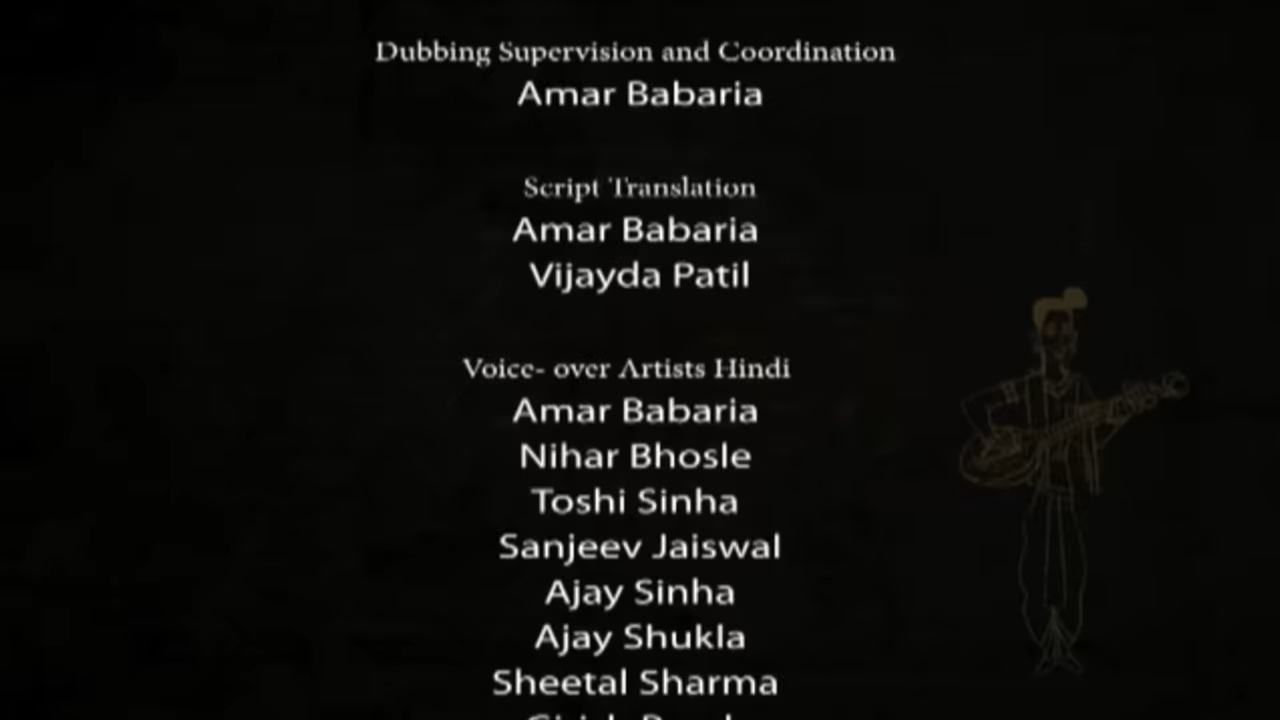 Dubbing Supervision and Coordination
Amar Babaria
Script Translation
Amar Babaria
Vijayda Patil
Voice- over Artists Hindi
Amar Babaria
Nihar Bhosle
Toshi Sinha
Sanjeev Jaiswal
Ajay Sinha
Ajay Shukla
Sheetal Sharma